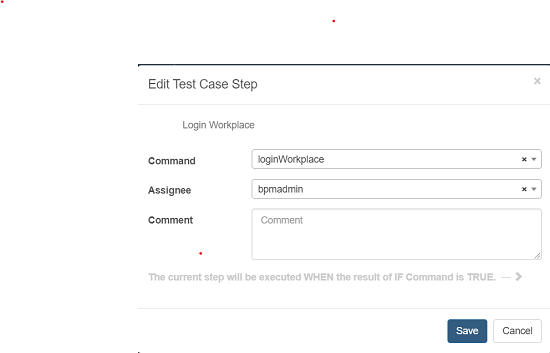 Edit Test Case Step ×
Login Workplace
Command loginWorkplace ×
Assignee bpmadmin ×
Comment Comment
The current step will be executed WHEN the result of IF Command is TRUE. —
Save Cancel